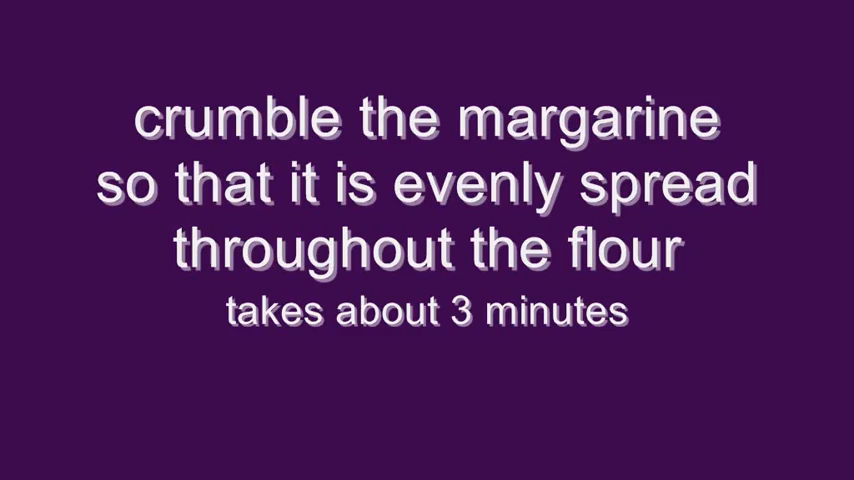 crumble the margarine
so that it is evenly spread
throughout the flour
takes about 3 minutes